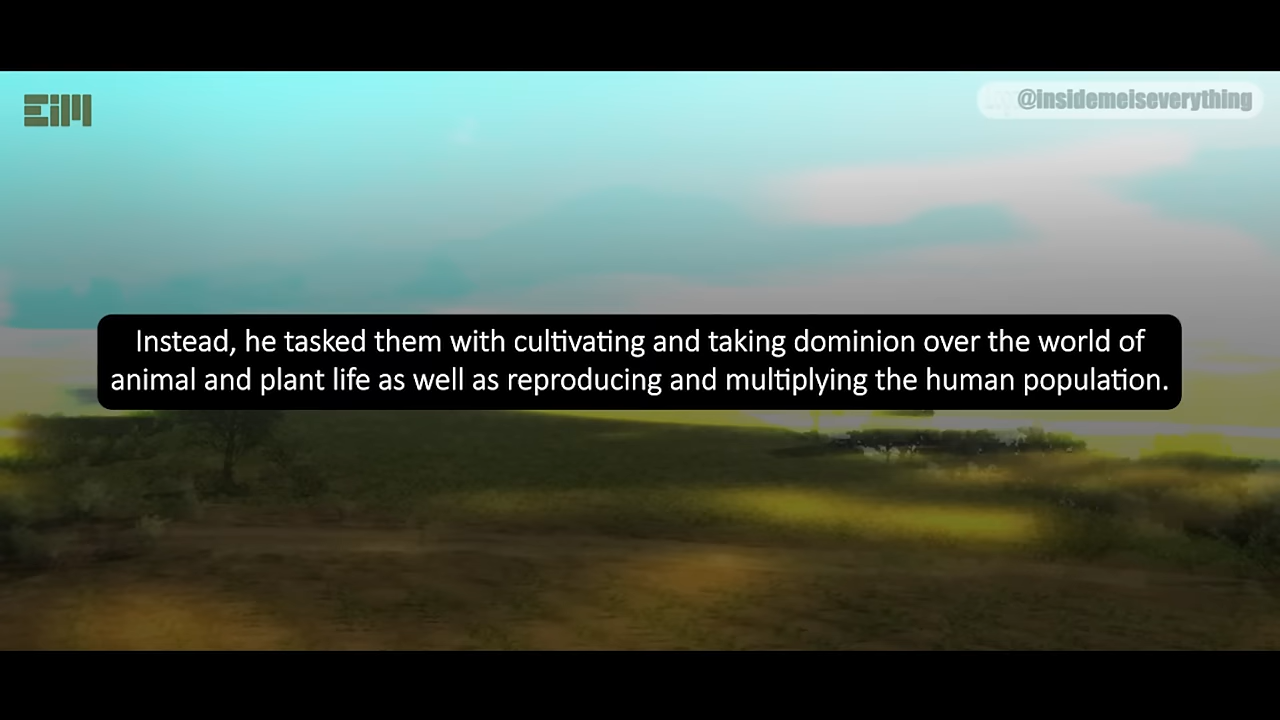 EiM
@insidemeiseverything
Instead, he tasked them with cultivating and taking dominion over the world of
animal and plant life as well as reproducing and multiplying the human population.